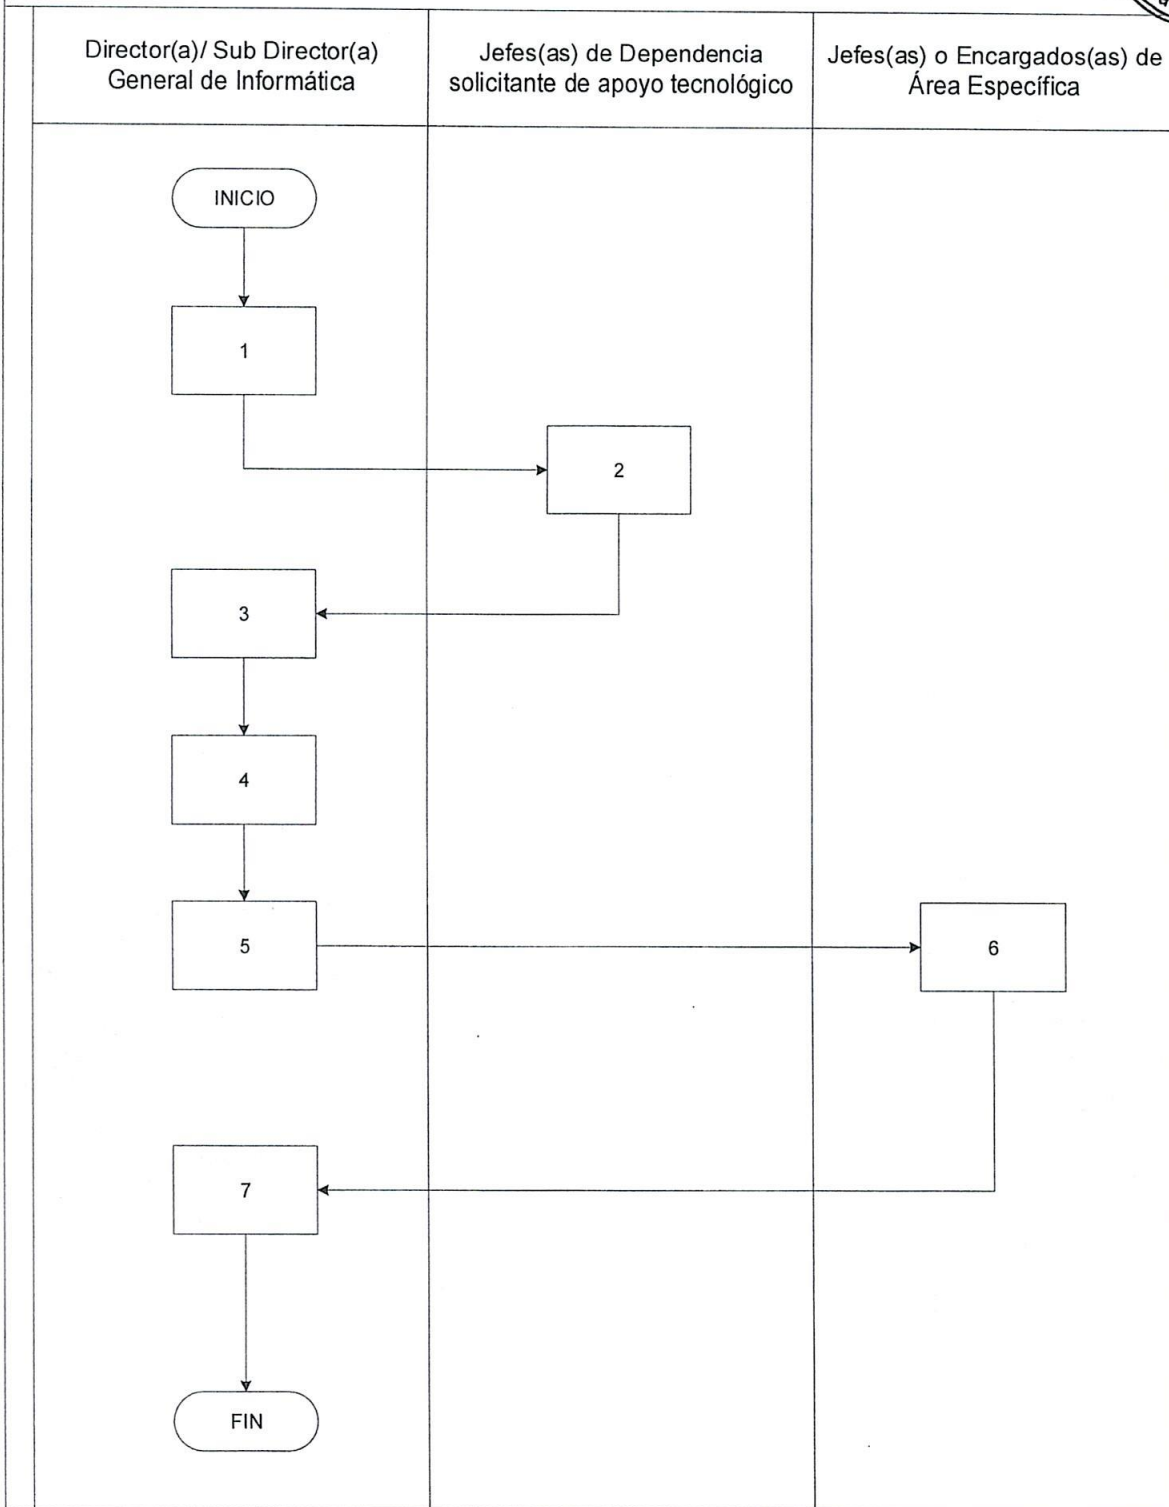 Director(a)/ Sub Director(a)
General de Informática
Jefes(as) de Dependencia
solicitante de apoyo tecnológico
Jefes(as) o Encargados(as) de
Área Específica
INICIO
1
2
3
4
5
6
7
FIN